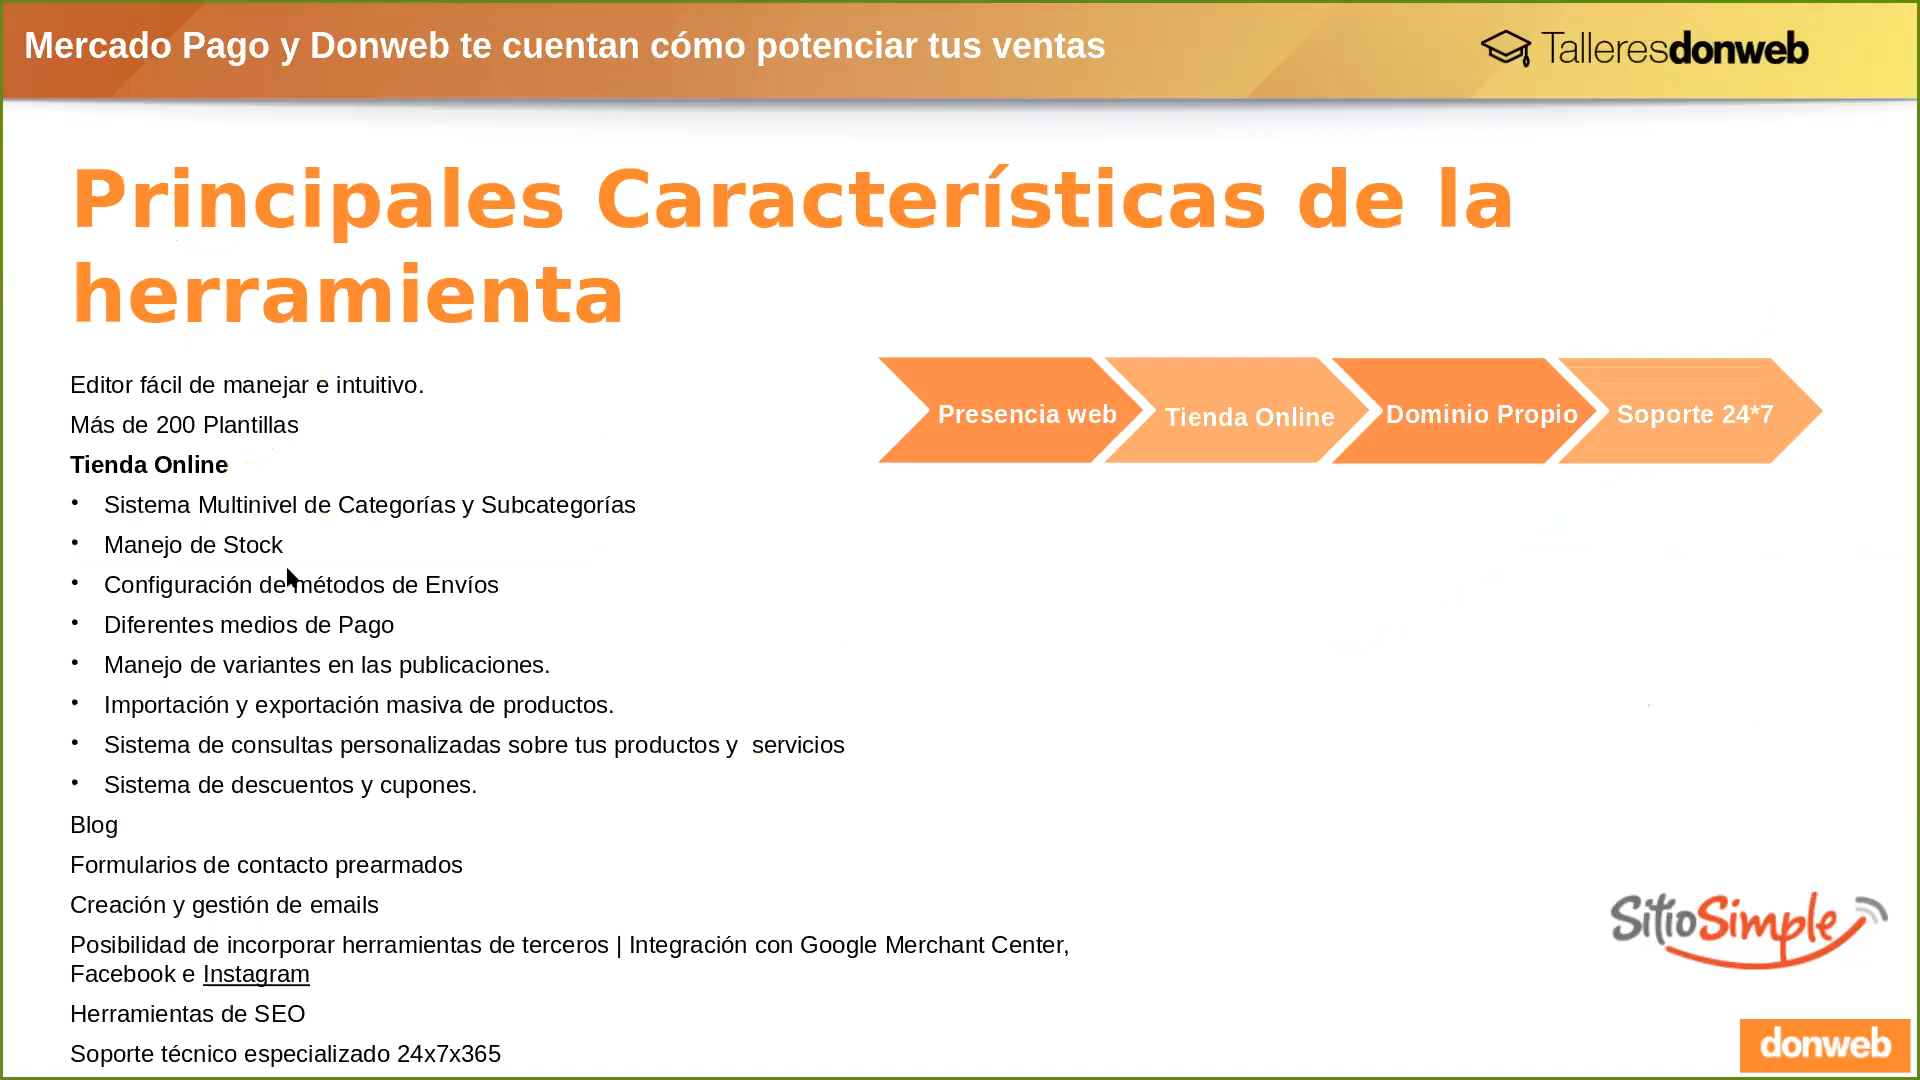 Mercado Pago y Donweb te cuentan cómo potenciar tus ventas
Talleresdonweb
Principales Características de la
herramienta
Presencia web
Tienda Online
Dominio Propio
Soporte 24*7
Editor fácil de manejar e intuitivo.
Más de 200 Plantillas
Tienda Online
• Sistema Multinivel de Categorías y Subcategorías
• Manejo de Stock
• Configuración de métodos de Envíos
• Diferentes medios de Pago
• Manejo de variantes en las publicaciones.
• Importación y exportación masiva de productos.
• Sistema de consultas personalizadas sobre tus productos y  servicios
• Sistema de descuentos y cupones.
Blog
Formularios de contacto prearmados
Creación y gestión de emails
Posibilidad de incorporar herramientas de terceros | Integración con Google Merchant Center,
Facebook e Instagram
Herramientas de SEO
Soporte técnico especializado 24x7x365
SitioSimple
donweb